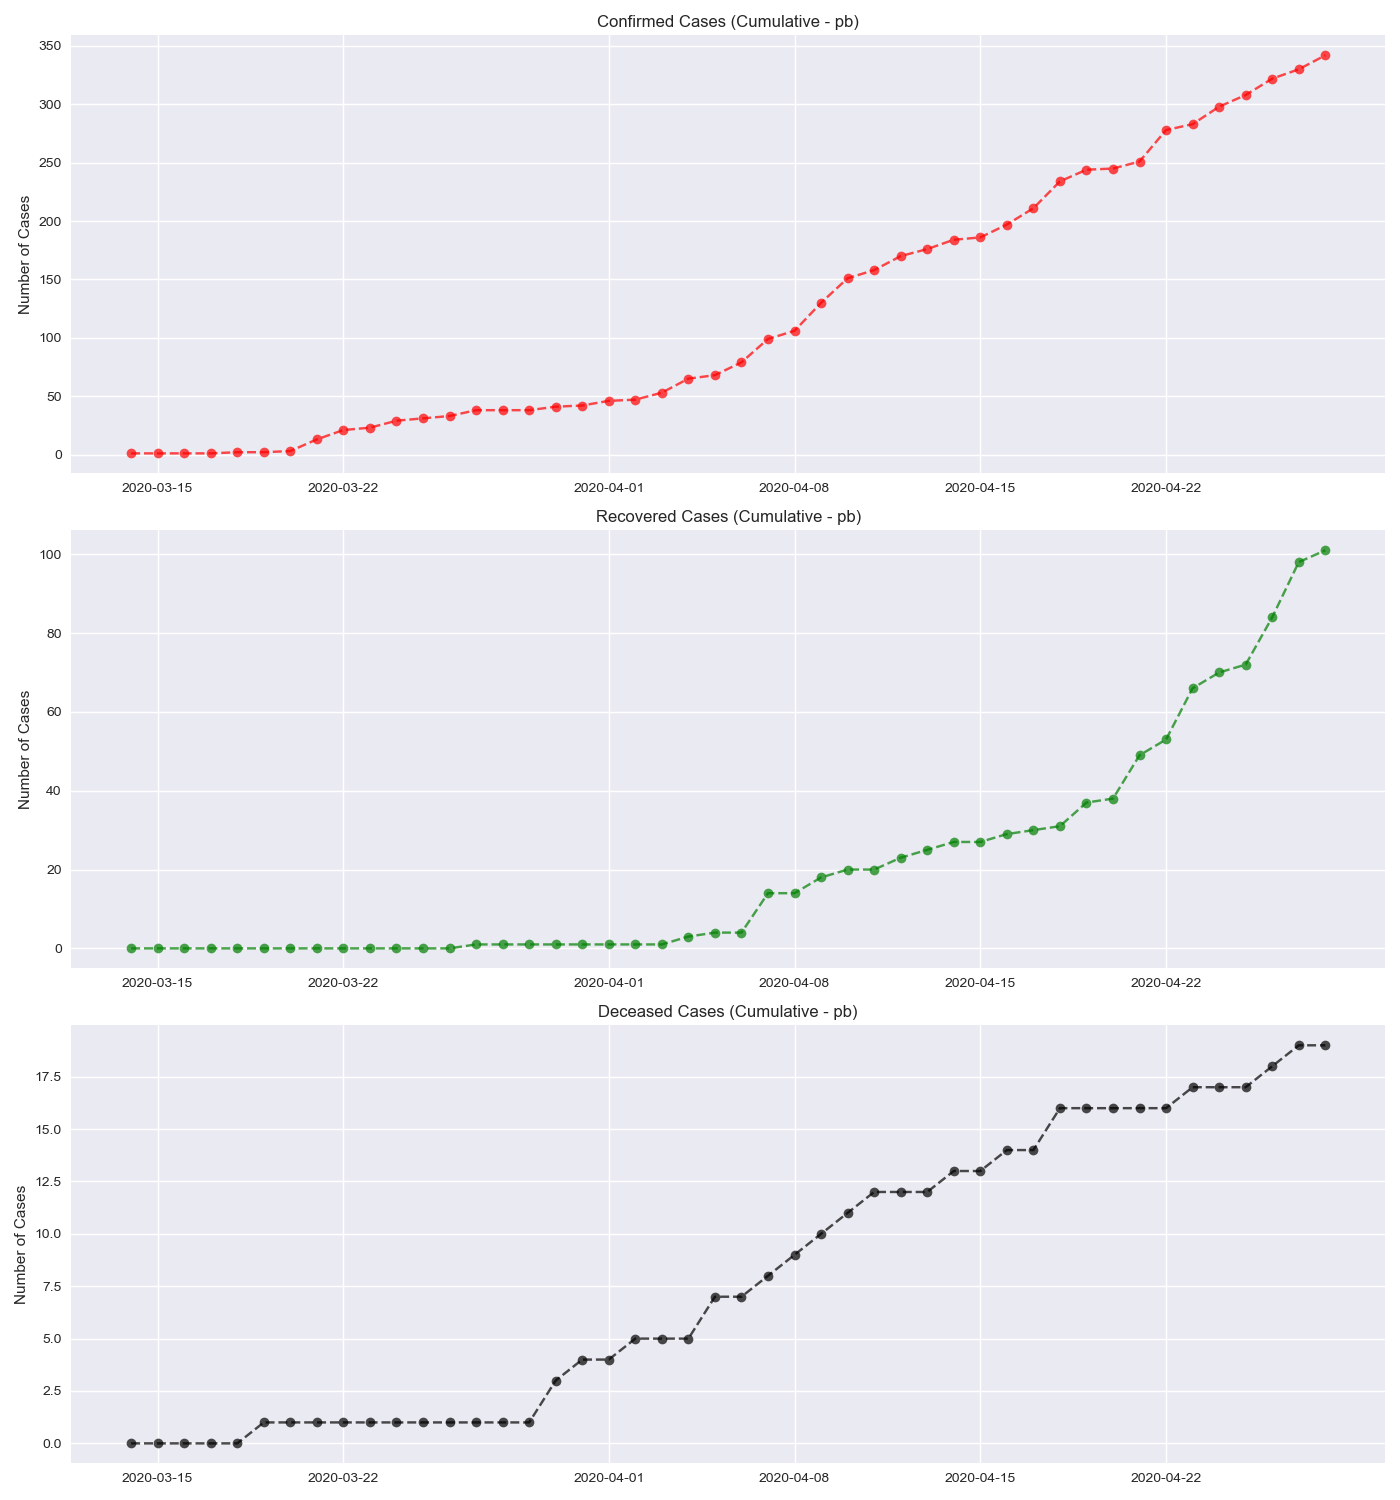 Confirmed Cases (Cumulative - pb)
350
300
250
200
150
100
50
0
Number of Cases
2020-03-15 2020-03-22 2020-04-01 2020-04-08 2020-04-15 2020-04-22
Recovered Cases (Cumulative - pb)
100
80
60
40
20
0
Number of Cases
2020-03-15 2020-03-22 2020-04-01 2020-04-08 2020-04-15 2020-04-22
Deceased Cases (Cumulative - pb)
17.5
15.0
12.5
10.0
7.5
5.0
2.5
0.0
Number of Cases
2020-03-15 2020-03-22 2020-04-01 2020-04-08 2020-04-15 2020-04-22